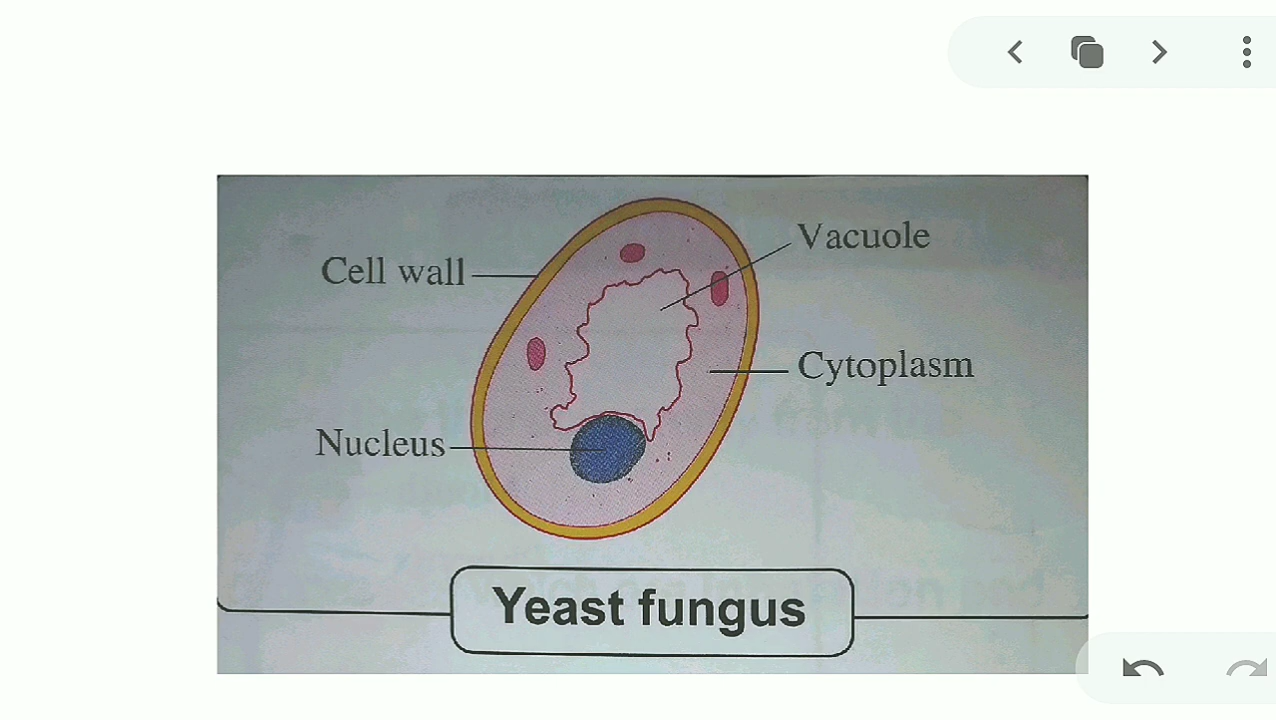 Vacuole
Cell wall
Cytoplasm
Nucleus
Yeast fungus